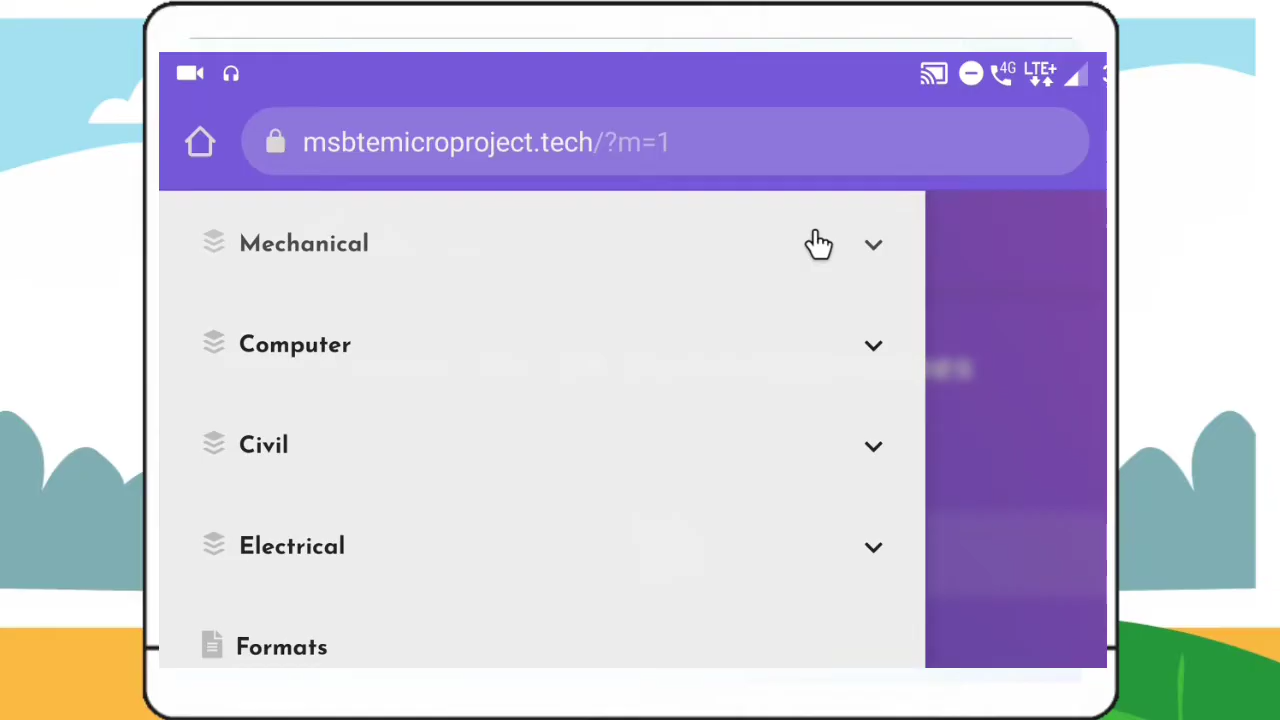 4G LTE+
msbtemicroproject.tech/?m=1
Mechanical
Computer
Civil
Electrical
Formats